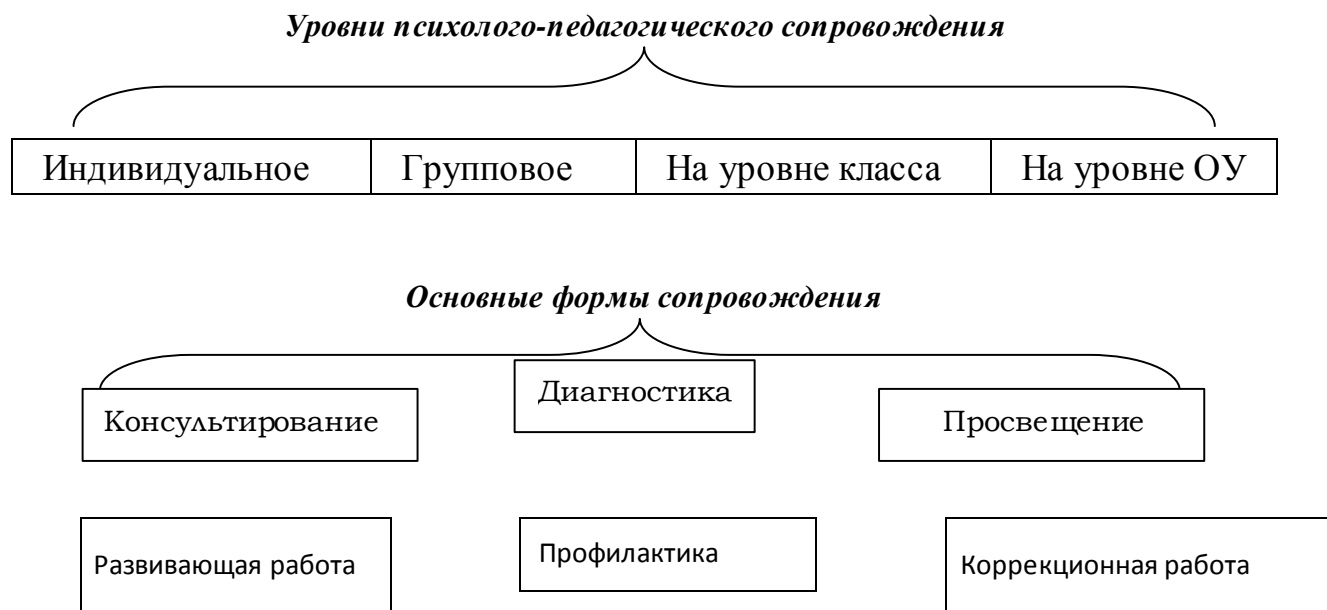 Уровни психолого-педагогического сопровождения
Индивидуальное Групповое На уровне класса На уровне ОУ
Основные формы сопровождения
Консультирование Диагностика Просвещение
Развивающая работа Профилактика Коррекционная работа